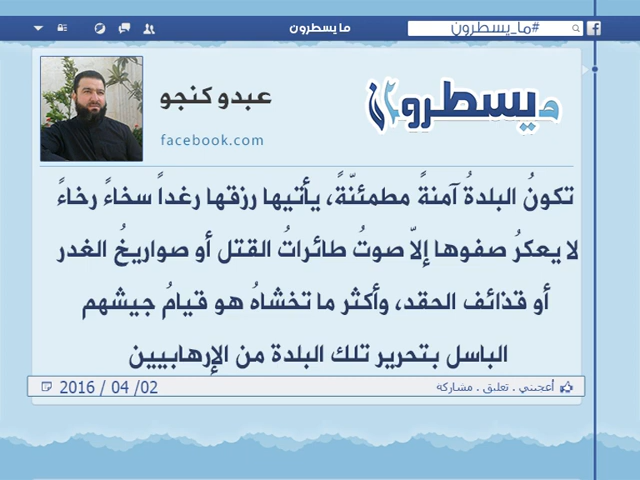 ما يسطرون
#ما_يسطرون
ما يسطرون
عبدو كنجو
facebook.com
تكونُ البلدةُ آمنةً مطمئنّةً، يأتيها رزقها رغداً سخاءً رخاءً
لا يعكرُ صفوها إلاّ صوتُ طائراتُ القتل أو صواريخُ الغدر
أو قذائف الحقد، وأكثر ما تخشاهُ هو قيامُ جيشهم
الباسل بتحرير تلك البلدة من الإرهابيين
أعجبني . تعليق . مشاركة
2016 / 04 /02